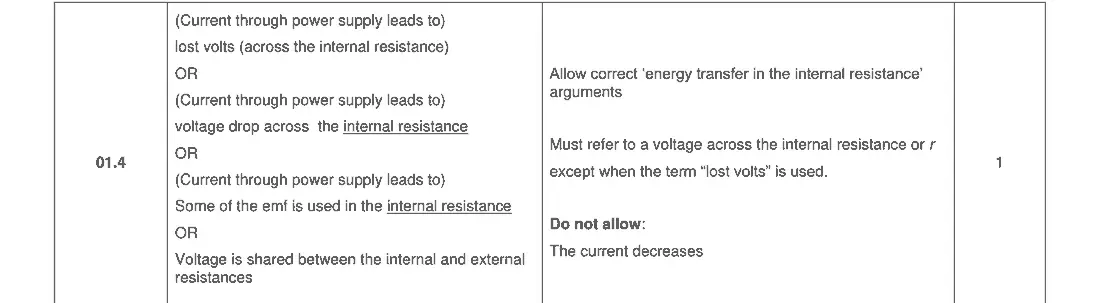 01.4
(Current through power supply leads to)
lost volts (across the internal resistance)
OR
(Current through power supply leads to)
voltage drop across the internal resistance
OR
(Current through power supply leads to)
Some of the emf is used in the internal resistance
OR
Voltage is shared between the internal and external
resistances
Allow correct 'energy transfer in the internal resistance'
arguments
Must refer to a voltage across the internal resistance or r
except when the term “lost volts” is used.
Do not allow:
The current decreases
1